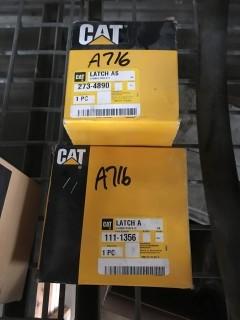 CAT
A716
CAT LATCH AS
273-4890
1 PC
CAT
A716
CAT LATCH A
111-1356
1 PC